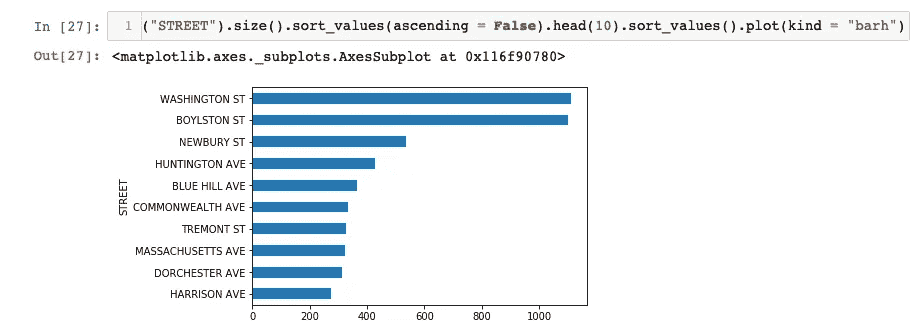 In [27]: 1 ("STREET").size().sort_values(ascending = False).head(10).sort_values().plot(kind = "barh")
Out[27]: <matplotlib.axes._subplots.AxesSubplot at 0x116f90780>
WASHINGTON ST
BOYLSTON ST
NEWBURY ST
HUNTINGTON AVE
BLUE HILL AVE
COMMONWEALTH AVE
TREMONT ST
MASSACHUSETTS AVE
DORCHESTER AVE
HARRISON AVE
STREET
0 200 400 600 800 1000